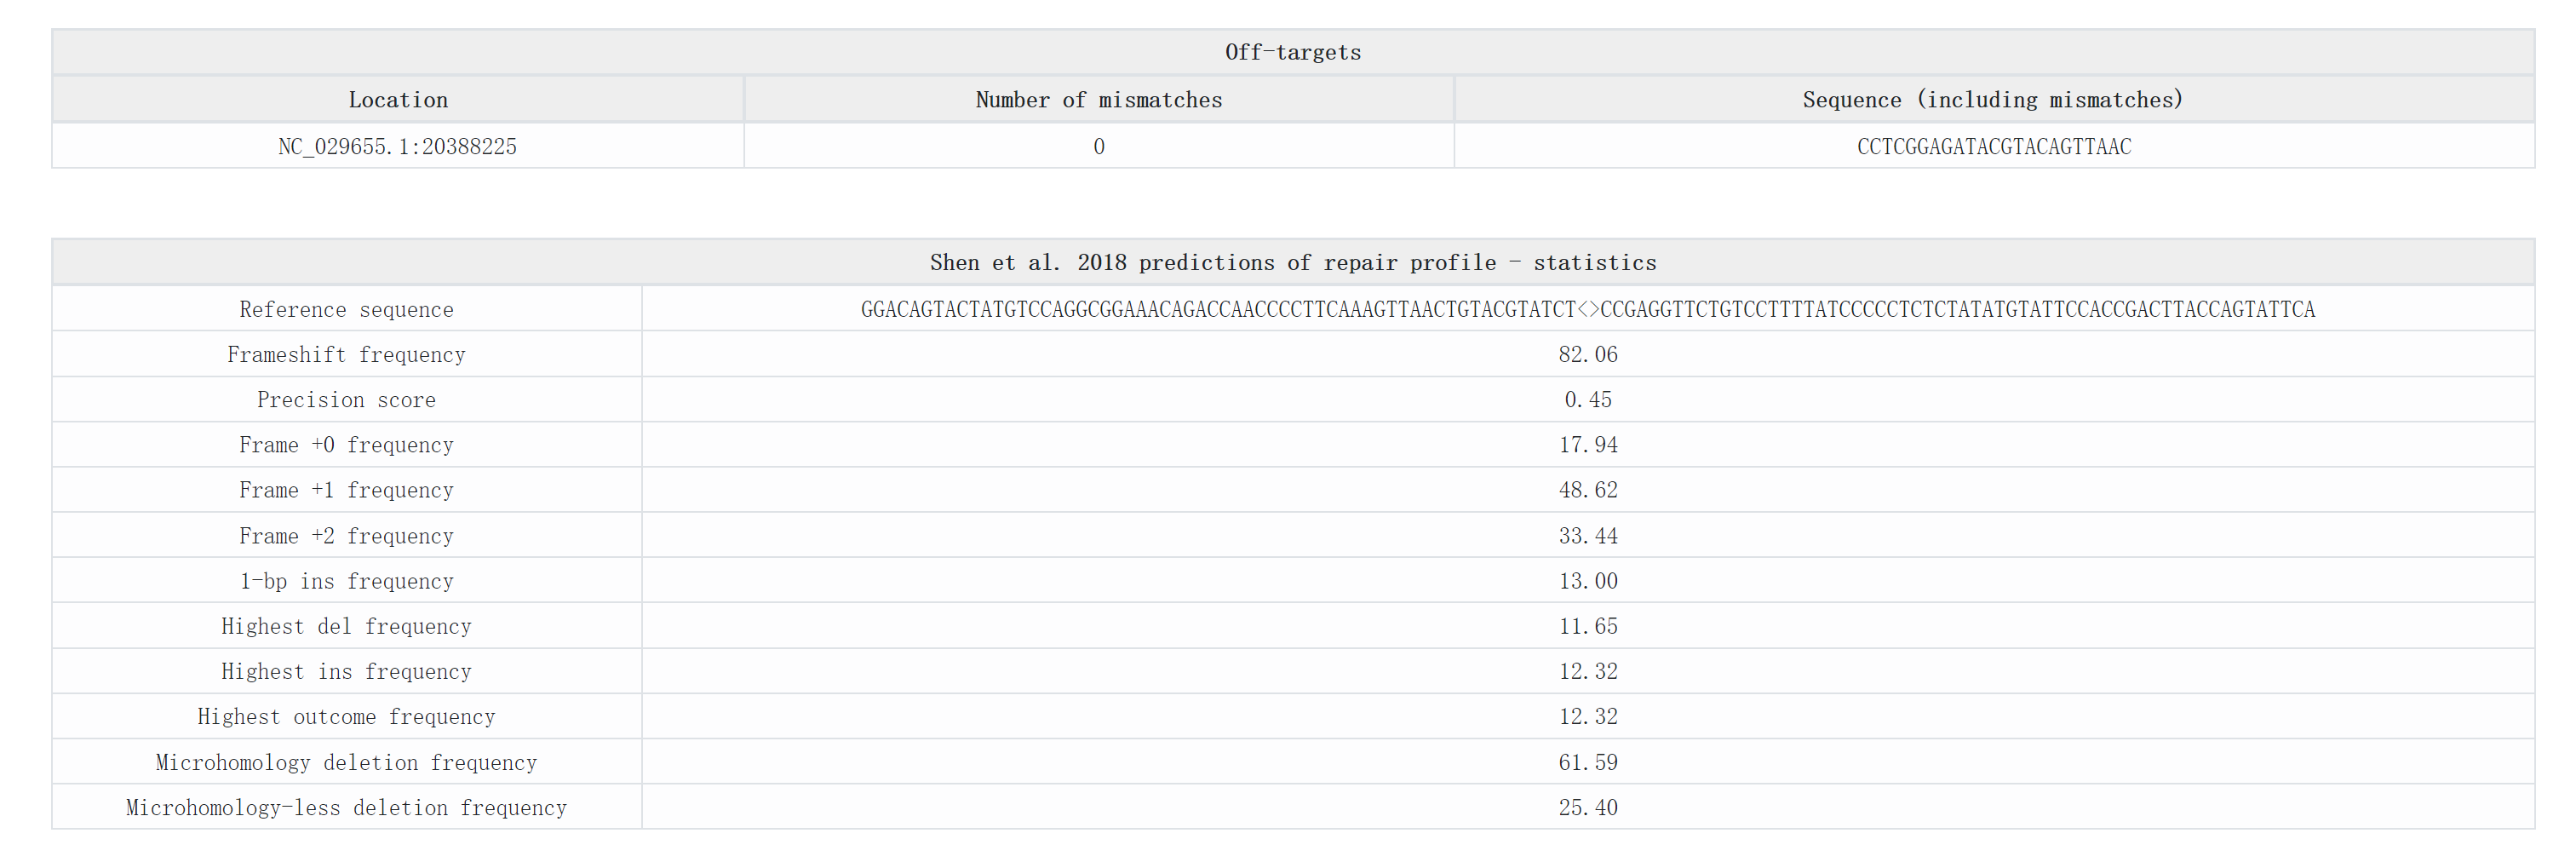 Off-targets
Location Number of mismatches Sequence (including mismatches)
NC_029655.1:20388225 0 CCTCGGAGATACGTACAGTTAAC
Shen et al. 2018 predictions of repair profile - statistics
Reference sequence GGACAGTACTATGTCCAGGCGGAAACAGACCAACCCCTTCAAAGTTAACTGTACGTATCT<>CCGAGGTTCTGTCCTTTTATCCCCCTCTCTATATGTATTCCACCGACTTACCAGTATTCA
Frameshift frequency 82.06
Precision score 0.45
Frame +0 frequency 17.94
Frame +1 frequency 48.62
Frame +2 frequency 33.44
1-bp ins frequency 13.00
Highest del frequency 11.65
Highest ins frequency 12.32
Highest outcome frequency 12.32
Microhomology deletion frequency 61.59
Microhomology-less deletion frequency 25.40